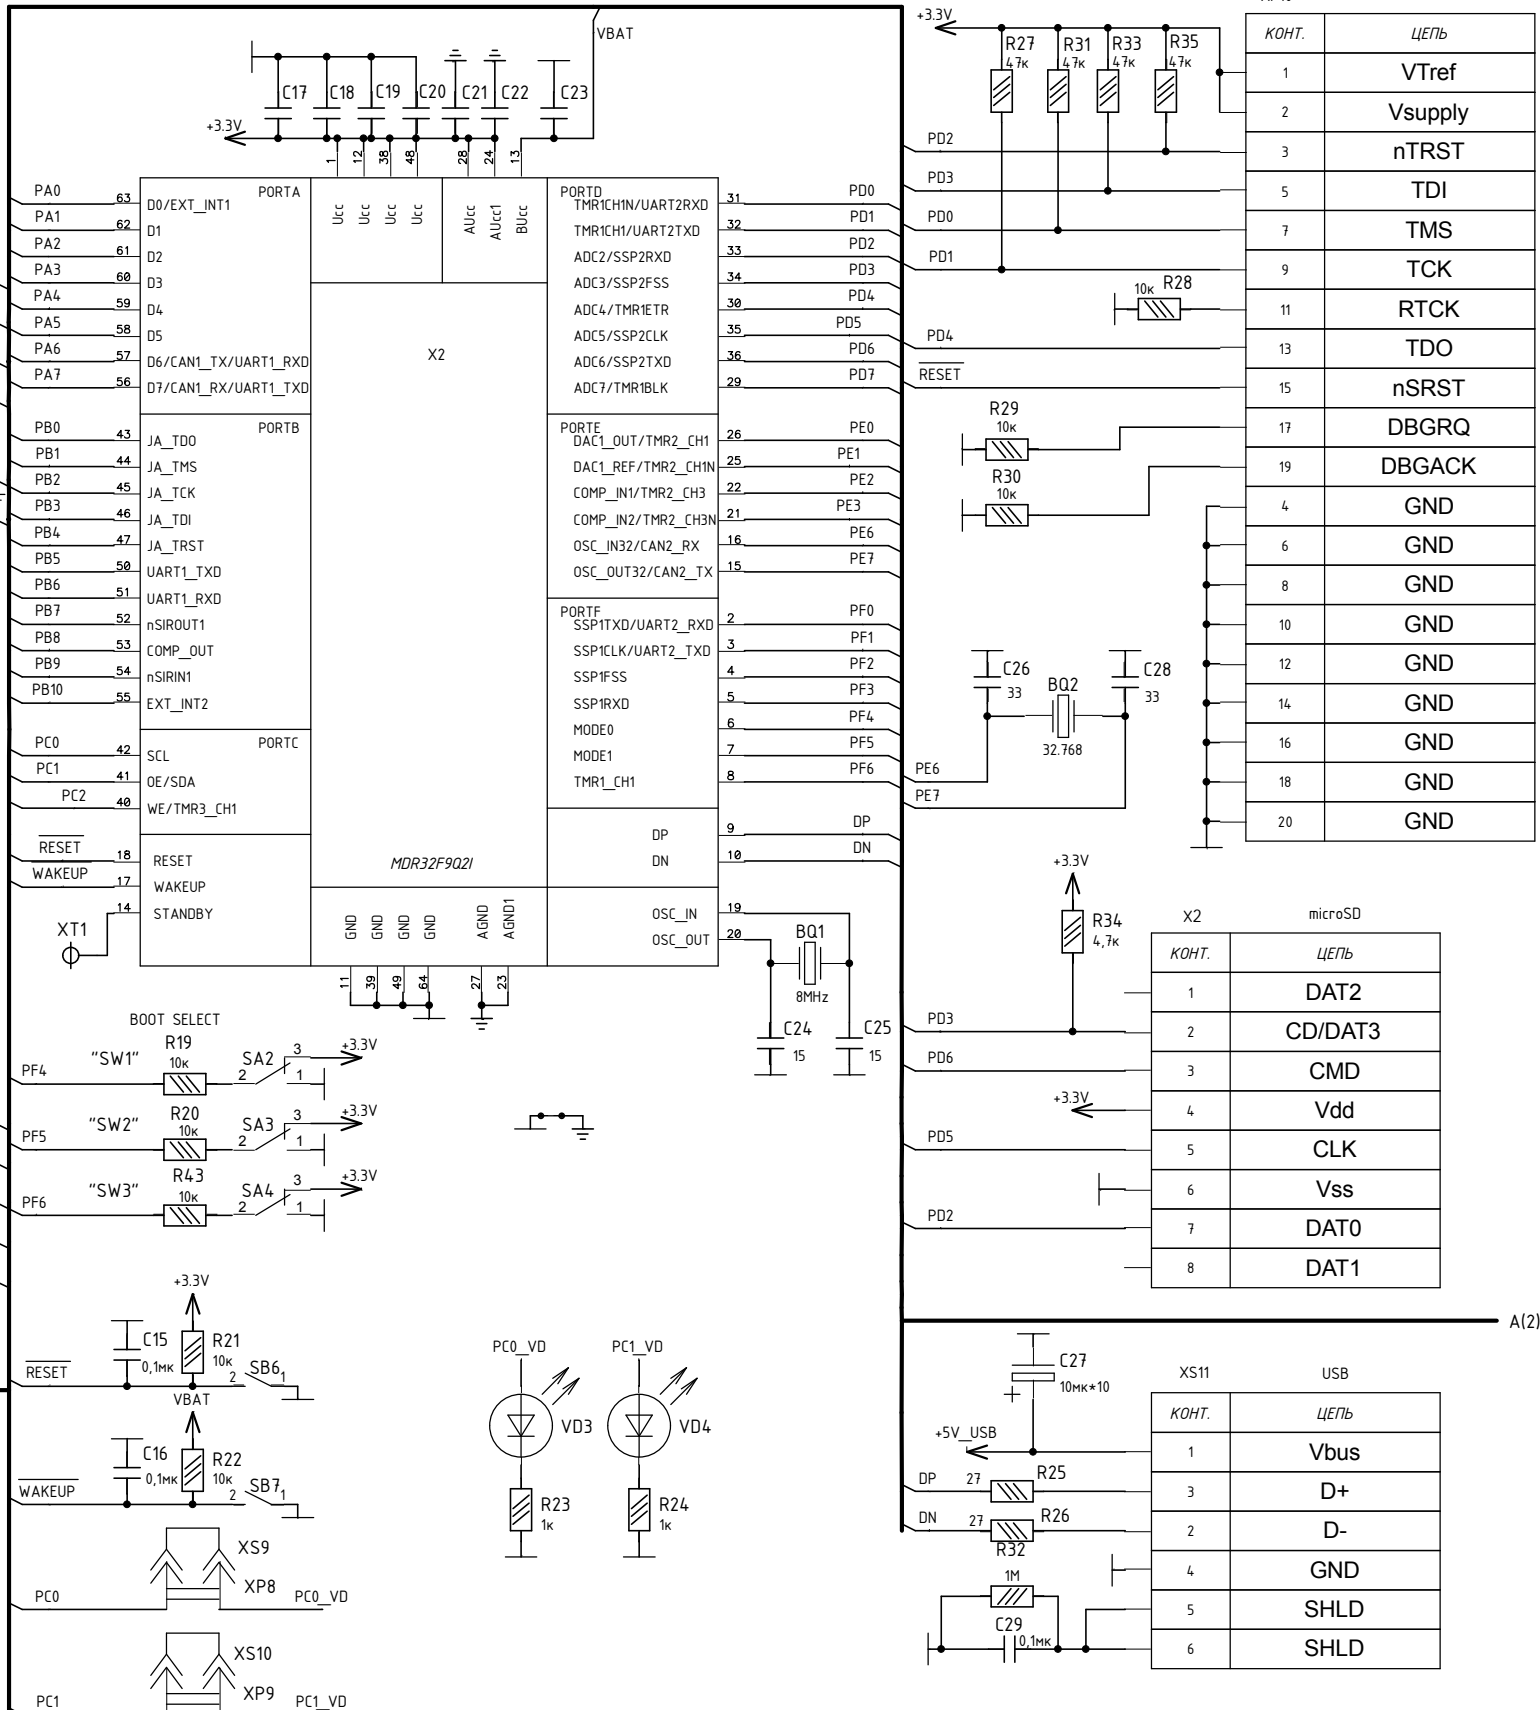 VBAT
C17 C18 C19 C20 C21 C22 C23
+3.3V
1 12 38 48 28 24 13
Ucc Ucc Ucc Ucc AUcc AUcc1 BUcc
X2
MDR32F9Q2I
PORTA
PA0 63 D0/EXT_INT1
PA1 62 D1
PA2 61 D2
PA3 60 D3
PA4 59 D4
PA5 58 D5
PA6 57 D6/CAN1_TX/UART1_RXD
PA7 56 D7/CAN1_RX/UART1_TXD
PORTB
PB0 43 JA_TDO
PB1 44 JA_TMS
PB2 45 JA_TCK
PB3 46 JA_TDI
PB4 47 JA_TRST
PB5 50 UART1_TXD
PB6 51 UART1_RXD
PB7 52 nSIROUT1
PB8 53 COMP_OUT
PB9 54 nSIRIN1
PB10 55 EXT_INT2
PORTC
PC0 42 SCL
PC1 41 OE/SDA
PC2 40 WE/TMR3_CH1
RESET 18 RESET
WAKEUP 17 WAKEUP
XT1 14 STANDBY
PORTD
TMR1CH1N/UART2RXD 31 PD0
TMR1CH1/UART2TXD 32 PD1
ADC2/SSP2RXD 33 PD2
ADC3/SSP2FSS 34 PD3
ADC4/TMR1ETR 30 PD4
ADC5/SSP2CLK 35 PD5
ADC6/SSP2TXD 36 PD6
ADC7/TMR1BLK 29 PD7
PORTE
DAC1_OUT/TMR2_CH1 26 PE0
DAC1_REF/TMR2_CH1N 25 PE1
COMP_IN1/TMR2_CH3 22 PE2
COMP_IN2/TMR2_CH3N 21 PE3
OSC_IN32/CAN2_RX 16 PE6
OSC_OUT32/CAN2_TX 15 PE7
PORTF
SSP1TXD/UART2_RXD 2 PF0
SSP1CLK/UART2_TXD 3 PF1
SSP1FSS 4 PF2
SSP1RXD 5 PF3
MODE0 6 PF4
MODE1 7 PF5
TMR1_CH1 8 PF6
DP 9 DP
DN 10 DN
OSC_IN 19
OSC_OUT 20
GND GND GND GND AGND AGND1
11 39 49 64 27 23
BQ1
8MHz
C24
15
C25
15
BOOT SELECT
PF4 "SW1" R19 10к SA2 2 3 1 +3.3V
PF5 "SW2" R20 10к SA3 2 3 1 +3.3V
PF6 "SW3" R43 10к SA4 2 3 1 +3.3V
+3.3V
C15
0,1мк
R21
10к
RESET 2 SB6 1
VBAT
C16
0,1мк
R22
10к
WAKEUP 2 SB7 1
XS9
XP8
PC0 PC0_VD
XS10
XP9
PC1 PC1_VD
PC0_VD PC1_VD
VD3 VD4
R23
1к
R24
1к
+3.3V
R27
47к
R31
47к
R33
47к
R35
47к
КОНТ. ЦЕПЬ
1 VTref
2 Vsupply
PD2 3 nTRST
PD3 5 TDI
PD0 7 TMS
PD1 9 TCK
10к R28 11 RTCK
PD4 13 TDO
RESET 15 nSRST
R29 10к 17 DBGRQ
R30 10к 19 DBGACK
4 GND
6 GND
8 GND
10 GND
12 GND
14 GND
16 GND
18 GND
20 GND
C26
33
BQ2
32.768
C28
33
PE6
PE7
+3.3V
R34
4,7к
X2 microSD
КОНТ. ЦЕПЬ
1 DAT2
PD3 2 CD/DAT3
PD6 3 CMD
+3.3V 4 Vdd
PD5 5 CLK
6 Vss
PD2 7 DAT0
8 DAT1
A(2)
C27
+ 10мк*10
XS11 USB
КОНТ. ЦЕПЬ
+5V_USB 1 Vbus
DP 27 R25 3 D+
DN 27 R26 2 D-
4 GND
5 SHLD
6 SHLD
R32
1М
C29
0,1мк